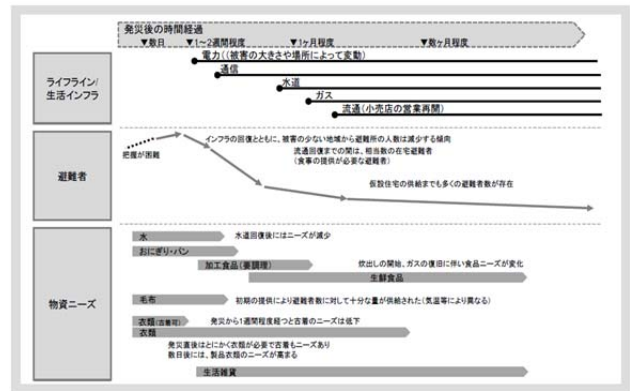 発災後の時間経過
▼数日 ▼1～2週間程度 ▼1ヶ月程度 ▼数ヶ月程度
ライフライン/
生活インフラ
電力((被害の大きさや場所によって変動)
通信
水道
ガス
流通(小売店の営業再開)
避難者
把握が困難
インフラの回復とともに、被害の少ない地域から避難所の人数は減少する傾向
流通回復までの間は、相当数の在宅避難者
(食事の提供が必要な避難者)
仮設住宅の供給までも多くの避難者数が存在
物資ニーズ
水 水道回復後にはニーズが減少
おにぎり・パン
加工食品(要調理) 炊出しの開始、ガスの復旧に伴い食品ニーズが変化
生鮮食品
毛布 初期の提供により避難者数に対して十分な量が供給された(気温等により異なる)
衣類(古着可) 発災から1週間程度経つと古着のニーズは低下
衣類
発災直後はとにかく衣類が必要で古着もニーズあり
数日後には、製品衣類のニーズが高まる
生活雑貨